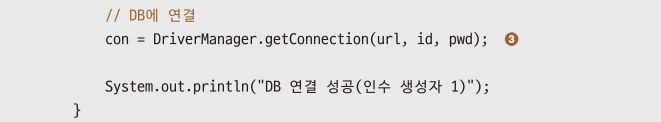 // DB에 연결
con = DriverManager.getConnection(url, id, pwd); ❸
System.out.println("DB 연결 성공(인수 생성자 1)");
}